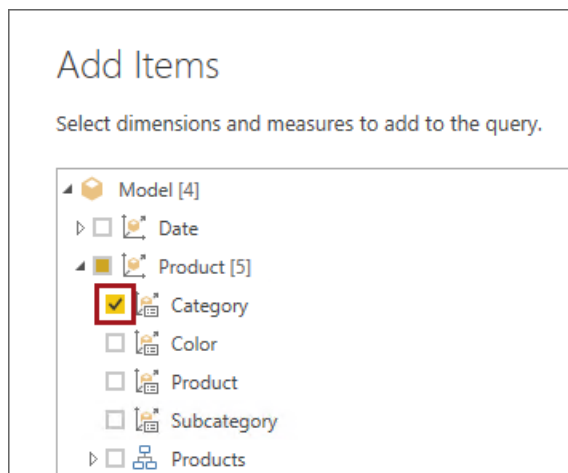 Add Items
Select dimensions and measures to add to the query.
Model [4]
Date
Product [5]
Category
Color
Product
Subcategory
Products